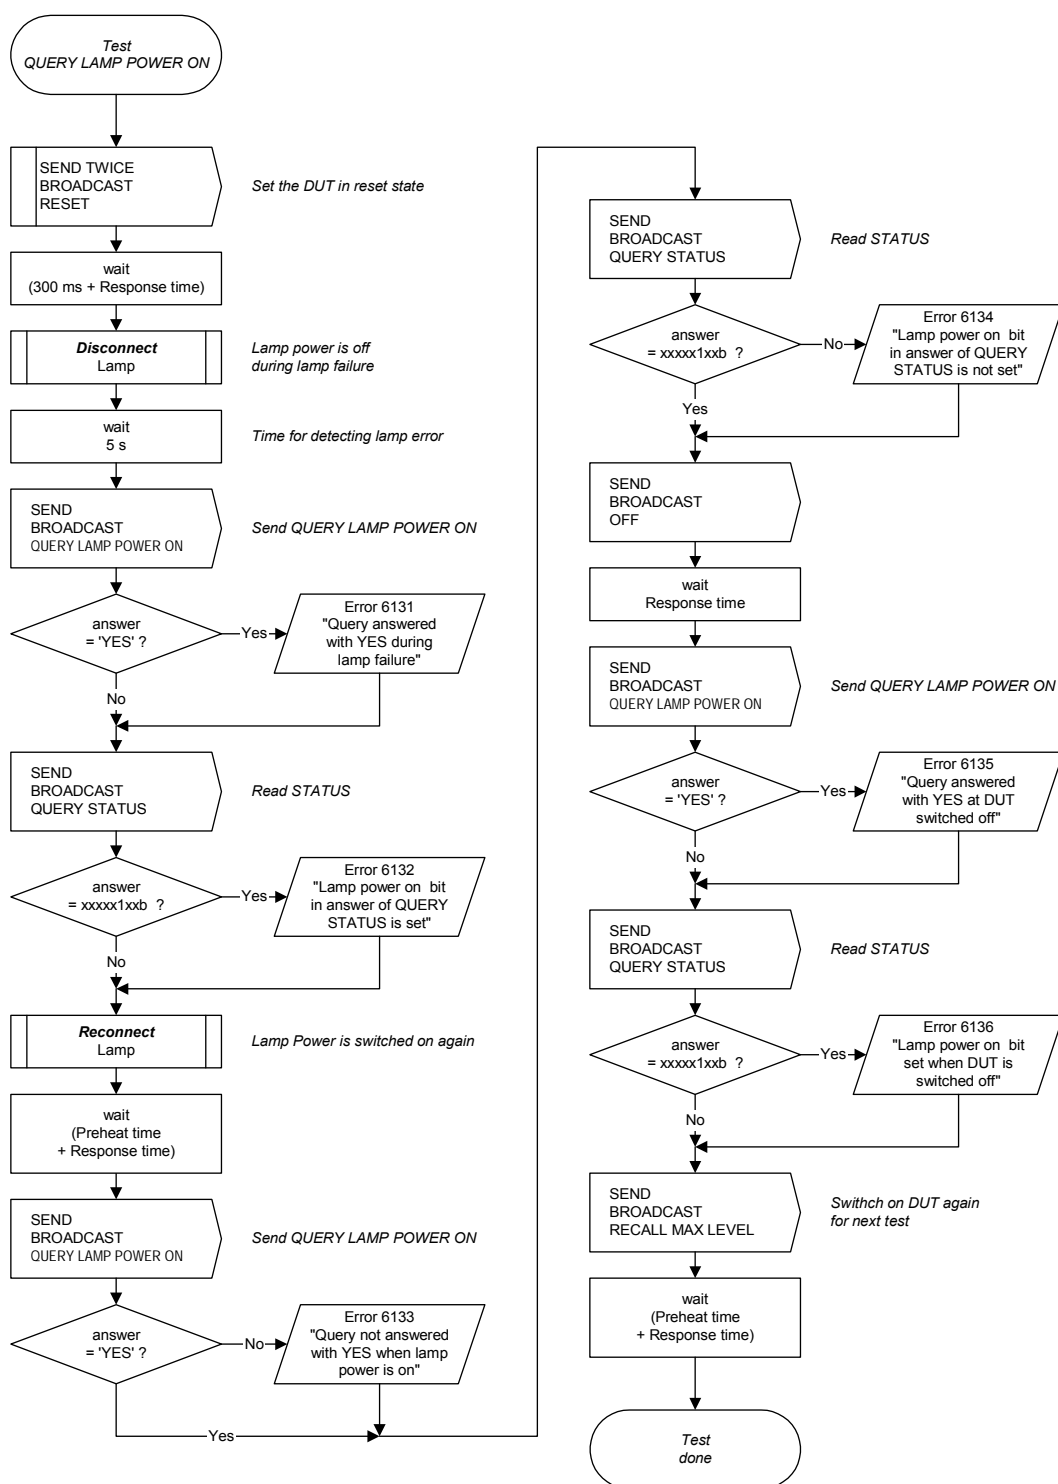 Test
QUERY LAMP POWER ON
SEND TWICE
BROADCAST
RESET
Set the DUT in reset state
wait
(300 ms + Response time)
Disconnect
Lamp
Lamp power is off
during lamp failure
wait
5 s
Time for detecting lamp error
SEND
BROADCAST
QUERY LAMP POWER ON
Send QUERY LAMP POWER ON
answer
= 'YES' ?
Yes
Error 6131
"Query answered
with YES during
lamp failure"
No
SEND
BROADCAST
QUERY STATUS
Read STATUS
answer
= xxxxx1xxb ?
Yes
Error 6132
"Lamp power on bit
in answer of QUERY
STATUS is set"
No
Reconnect
Lamp
Lamp Power is switched on again
wait
(Preheat time
+ Response time)
SEND
BROADCAST
QUERY LAMP POWER ON
Send QUERY LAMP POWER ON
answer
= 'YES' ?
No
Error 6133
"Query not answered
with YES when lamp
power is on"
Yes
SEND
BROADCAST
QUERY STATUS
Read STATUS
answer
= xxxxx1xxb ?
No
Error 6134
"Lamp power on bit
in answer of QUERY
STATUS is not set"
Yes
SEND
BROADCAST
OFF
wait
Response time
SEND
BROADCAST
QUERY LAMP POWER ON
Send QUERY LAMP POWER ON
answer
= 'YES' ?
Yes
Error 6135
"Query answered
with YES at DUT
switched off"
No
SEND
BROADCAST
QUERY STATUS
Read STATUS
answer
= xxxxx1xxb ?
Yes
Error 6136
"Lamp power on bit
set when DUT is
switched off"
No
SEND
BROADCAST
RECALL MAX LEVEL
Swithch on DUT again
for next test
wait
(Preheat time
+ Response time)
Test
done